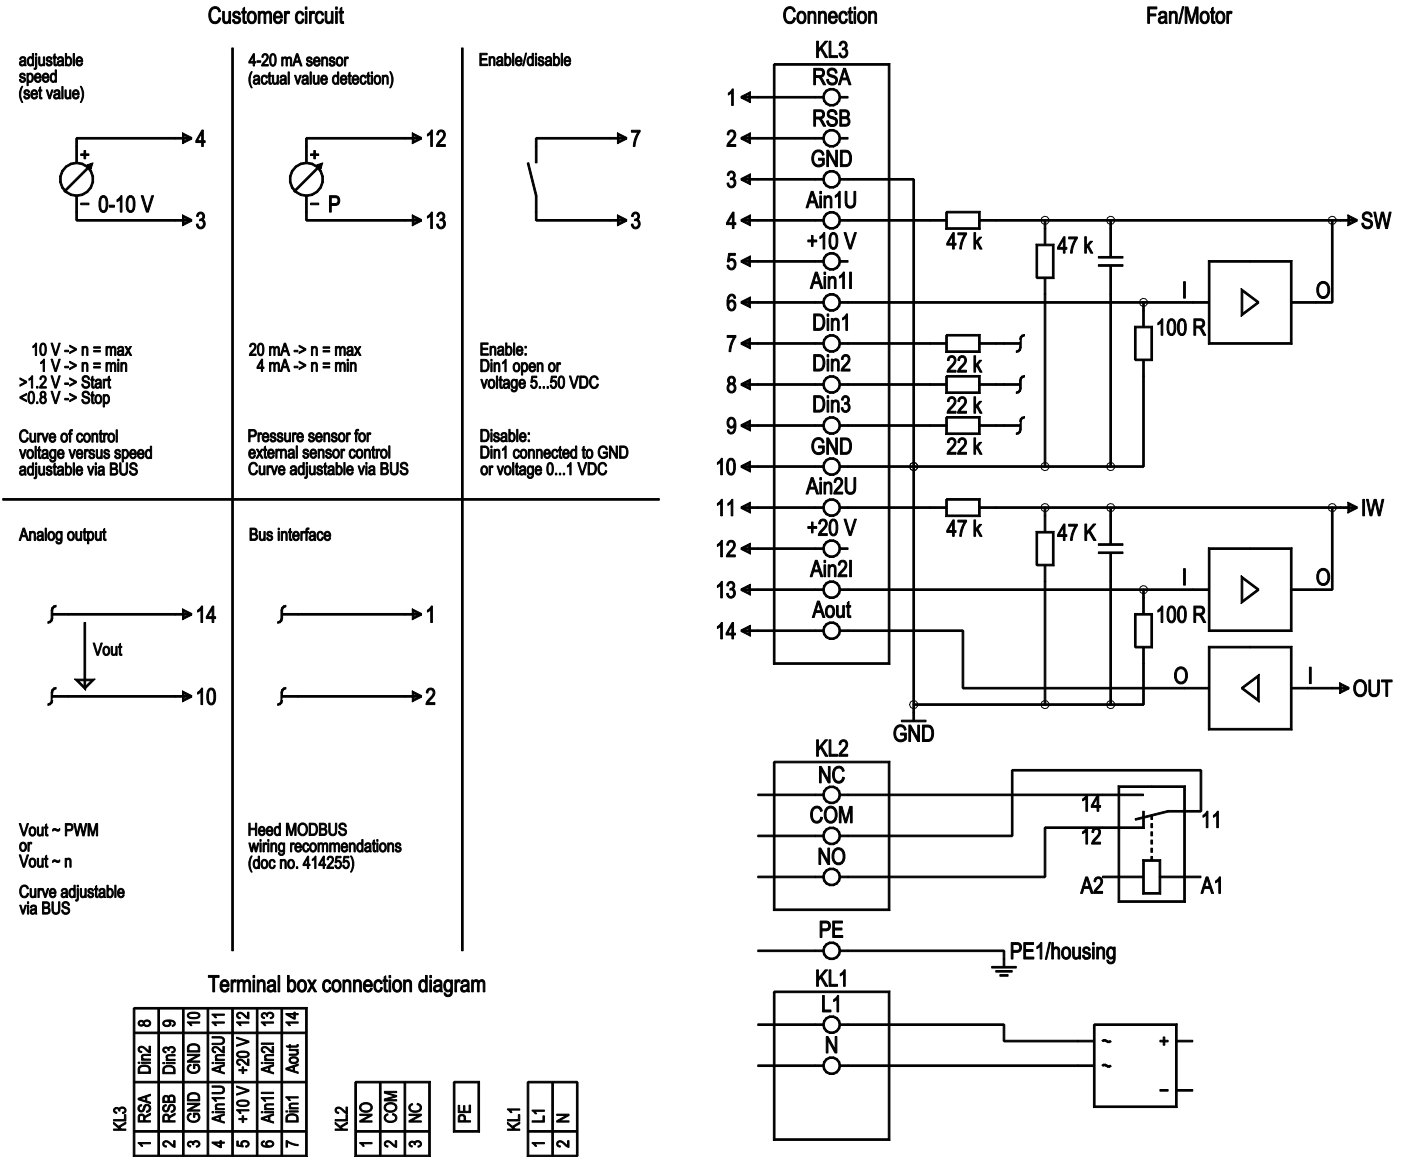 Customer circuit
adjustable
speed
(set value)
4
+
− 0-10 V
3
10 V -> n = max
1 V -> n = min
>1.2 V -> Start
<0.8 V -> Stop
Curve of control
voltage versus speed
adjustable via BUS
4-20 mA sensor
(actual value detection)
12
+
− P
13
20 mA -> n = max
4 mA -> n = min
Pressure sensor for
external sensor control
Curve adjustable via BUS
Enable/disable
7
3
Enable:
Din1 open or
voltage 5...50 VDC
Disable:
Din1 connected to GND
or voltage 0...1 VDC
Analog output
14
Vout
10
Vout ~ PWM
or
Vout ~ n
Curve adjustable
via BUS
Bus interface
1
2
Heed MODBUS
wiring recommendations
(doc no. 414255)
Connection
Fan/Motor
KL3
RSA
1
RSB
2
GND
3
Ain1U
4
47 k
47 k
SW
+10 V
5
Ain1I
6
I
O
100 R
Din1
7
22 k
Din2
8
22 k
Din3
9
22 k
GND
10
Ain2U
11
47 k
47 K
IW
+20 V
12
Ain2I
13
I
O
100 R
Aout
14
O
I
OUT
GND
KL2
NC
14
COM
11
12
NO
A2
A1
PE
PE1/housing
KL1
L1
~
+
N
~
−
Terminal box connection diagram
KL3
8 9 10 11 12 13 14
Din2 Din3 GND Ain2U +20 V Ain2I Aout
RSA RSB GND Ain1U +10 V Ain1I Din1
1 2 3 4 5 6 7
KL2
NO COM NC
1 2 3
PE
KL1
L1 N
1 2